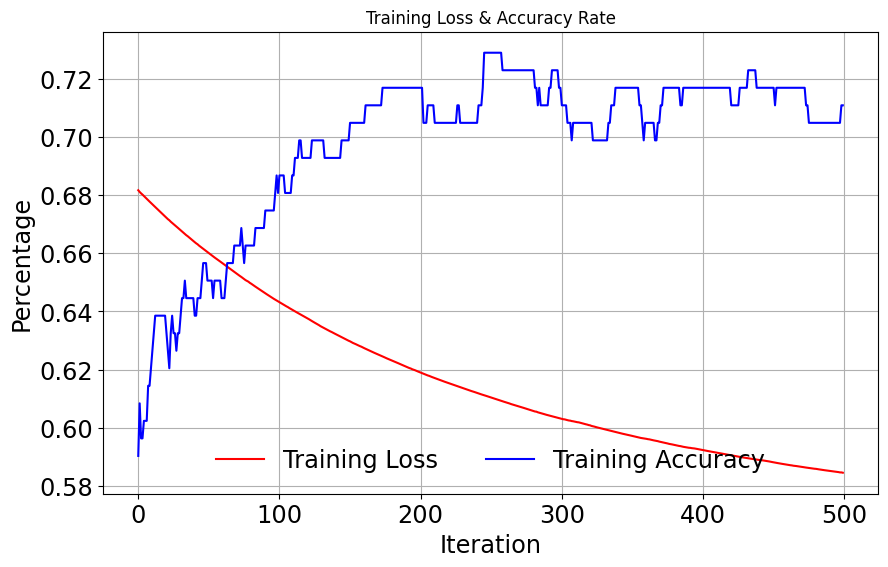 Training Loss & Accuracy Rate
Percentage
0.72
0.70
0.68
0.66
0.64
0.62
0.60
0.58
Training Loss Training Accuracy
0 100 200 300 400 500
Iteration